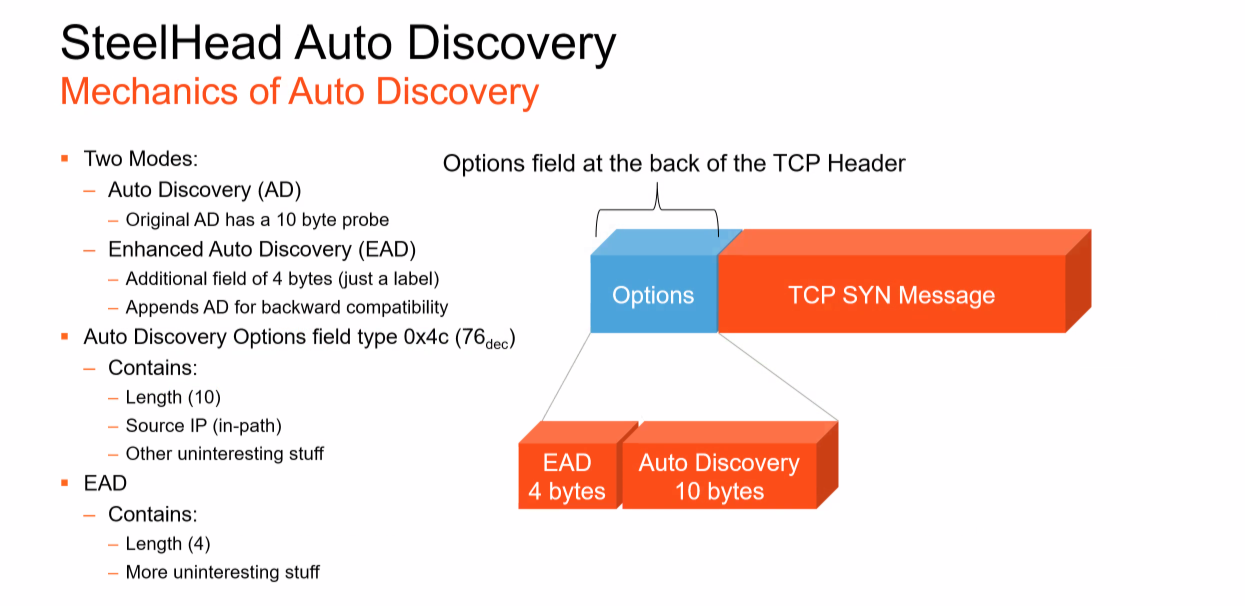 SteelHead Auto Discovery
Mechanics of Auto Discovery
▪ Two Modes:
– Auto Discovery (AD)
– Original AD has a 10 byte probe
– Enhanced Auto Discovery (EAD)
– Additional field of 4 bytes (just a label)
– Appends AD for backward compatibility
▪ Auto Discovery Options field type 0x4c (76dec)
– Contains:
– Length (10)
– Source IP (in-path)
– Other uninteresting stuff
▪ EAD
– Contains:
– Length (4)
– More uninteresting stuff
Options field at the back of the TCP Header
Options
TCP SYN Message
EAD
4 bytes
Auto Discovery
10 bytes